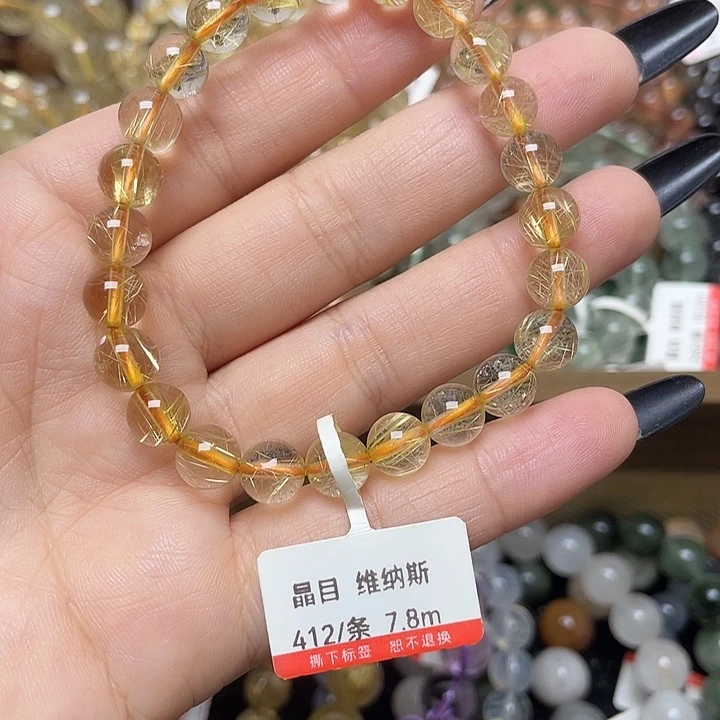 晶目 维纳斯
412/条 7.8m
撕下标签 恕不退换